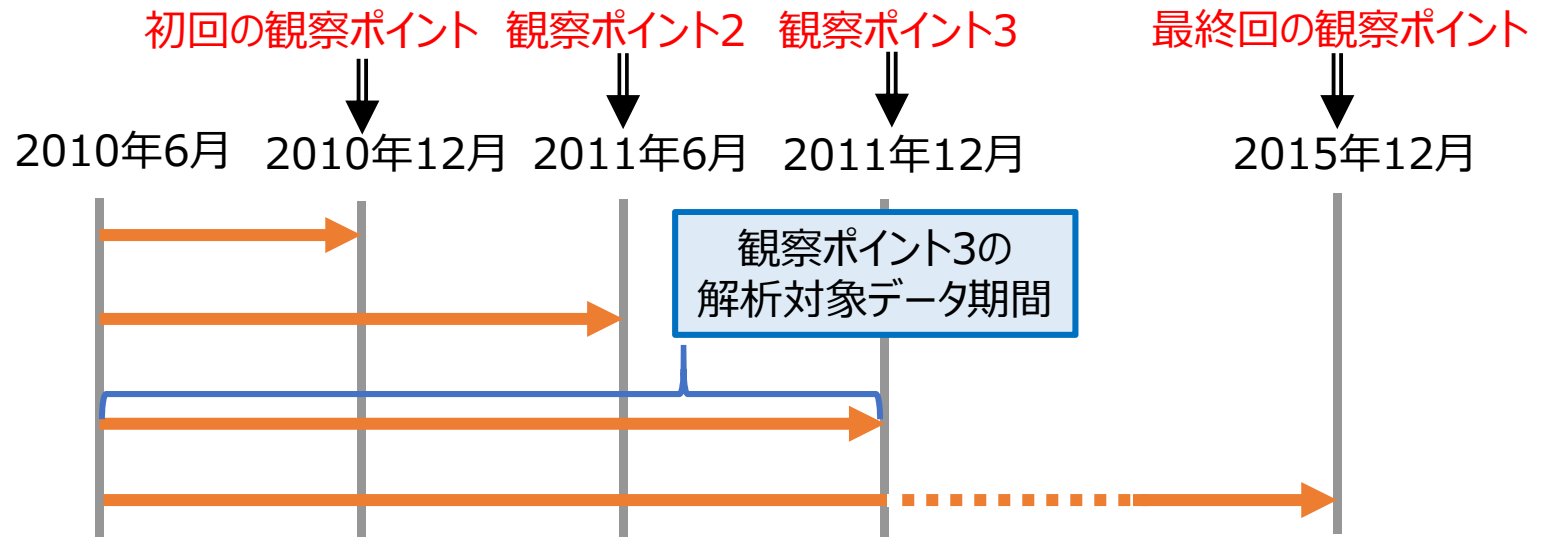 初回の観察ポイント 観察ポイント2 観察ポイント3 最終回の観察ポイント
2010年6月 2010年12月 2011年6月 2011年12月 2015年12月
観察ポイント3の
解析対象データ期間